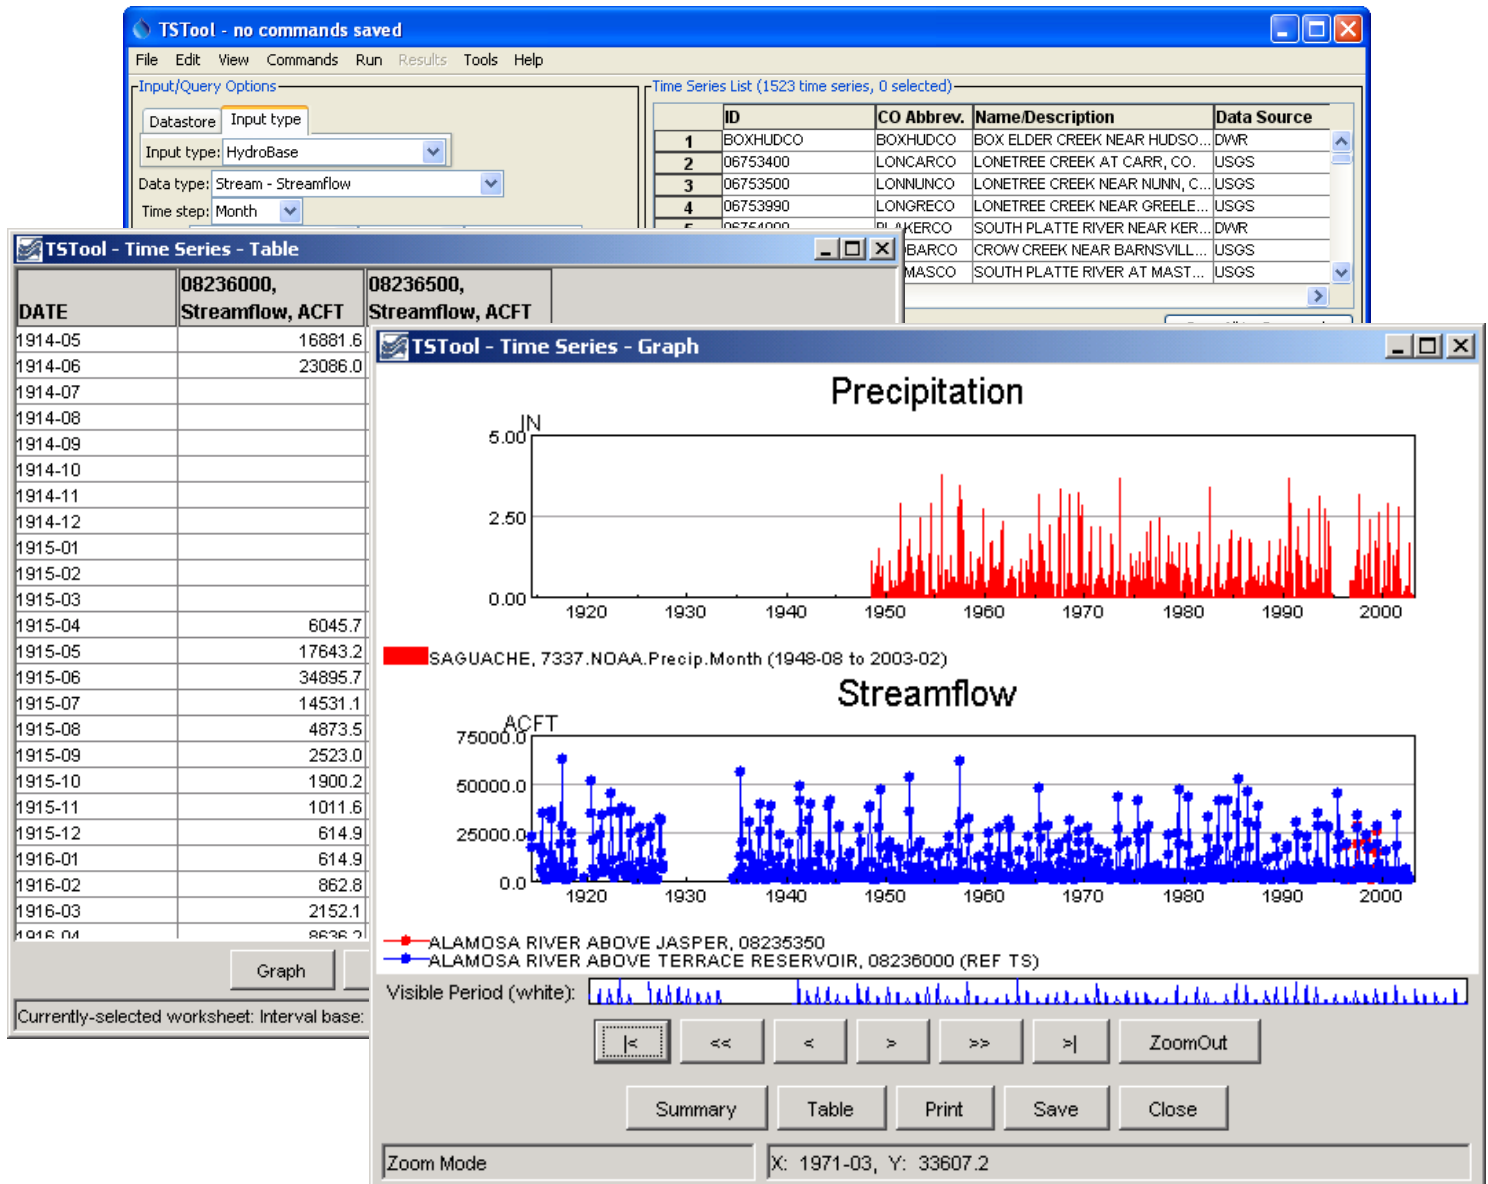 TSTool - no commands saved
File Edit View Commands Run Results Tools Help
Input/Query Options
Datastore Input type
Input type: HydroBase
Data type: Stream - Streamflow
Time step: Month
Time Series List (1523 time series, 0 selected)
ID CO Abbrev. Name/Description Data Source
1 BOXHUDCO BOXHUDCO BOX ELDER CREEK NEAR HUDSO... DWR
2 06753400 LONCARCO LONETREE CREEK AT CARR, CO. USGS
3 06753500 LONNUNCO LONETREE CREEK NEAR NUNN, C... USGS
4 06753990 LONGRECO LONETREE CREEK NEAR GREELE... USGS
SOUTH PLATTE RIVER NEAR KER... DWR
BARCO CROW CREEK NEAR BARNSVILL... USGS
MASCO SOUTH PLATTE RIVER AT MAST... USGS
TSTool - Time Series - Table
DATE 08236000, Streamflow, ACFT 08236500, Streamflow, ACFT
1914-05 16881.6
1914-06 23086.0
1914-07
1914-08
1914-09
1914-10
1914-11
1914-12
1915-01
1915-02
1915-03
1915-04 6045.7
1915-05 17643.2
1915-06 34895.7
1915-07 14531.1
1915-08 4873.5
1915-09 2523.0
1915-10 1900.2
1915-11 1011.6
1915-12 614.9
1916-01 614.9
1916-02 862.8
1916-03 2152.1
1916-04 8636.2
Graph
Currently-selected worksheet: Interval base:
TSTool - Time Series - Graph
Precipitation
IN
5.00
2.50
0.00
1920 1930 1940 1950 1960 1970 1980 1990 2000
SAGUACHE, 7337.NOAA.Precip.Month (1948-08 to 2003-02)
Streamflow
ACFT
75000.0
50000.0
25000.0
0.0
1920 1930 1940 1950 1960 1970 1980 1990 2000
ALAMOSA RIVER ABOVE JASPER, 08235350
ALAMOSA RIVER ABOVE TERRACE RESERVOIR, 08236000 (REF TS)
Visible Period (white):
|< << < > >> >| ZoomOut
Summary Table Print Save Close
Zoom Mode
X: 1971-03, Y: 33607.2